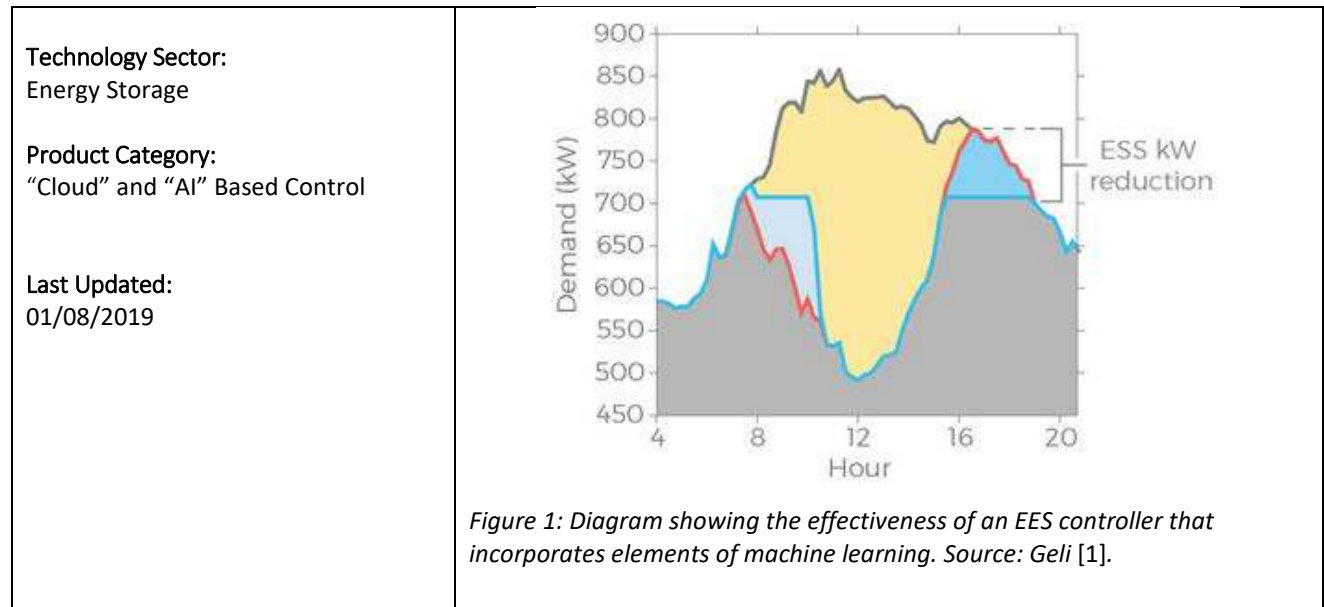 Technology Sector:
Energy Storage
Product Category:
“Cloud” and “AI” Based Control
Last Updated:
01/08/2019
900
850
800
750
700
650
600
550
500
450
Demand (kW)
4 8 12 16 20
Hour
ESS kW
reduction
Figure 1: Diagram showing the effectiveness of an EES controller that
incorporates elements of machine learning. Source: Geli [1].